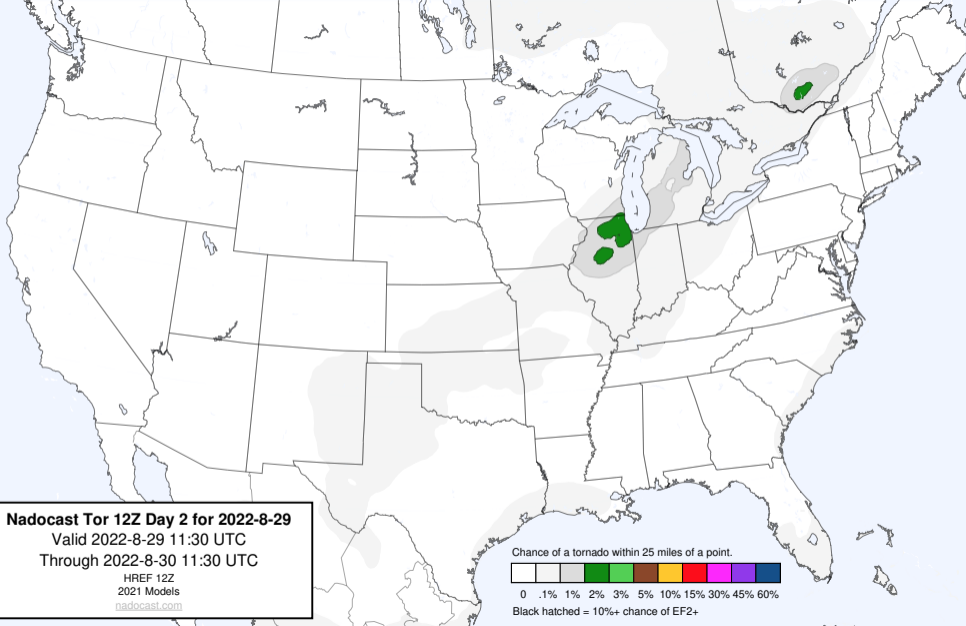 Nadocast Tor 12Z Day 2 for 2022-8-29
Valid 2022-8-29 11:30 UTC
Through 2022-8-30 11:30 UTC
HREF 12Z
2021 Models
nadocast.com
Chance of a tornado within 25 miles of a point.
0 .1% 1% 2% 3% 5% 10% 15% 30% 45% 60%
Black hatched = 10%+ chance of EF2+